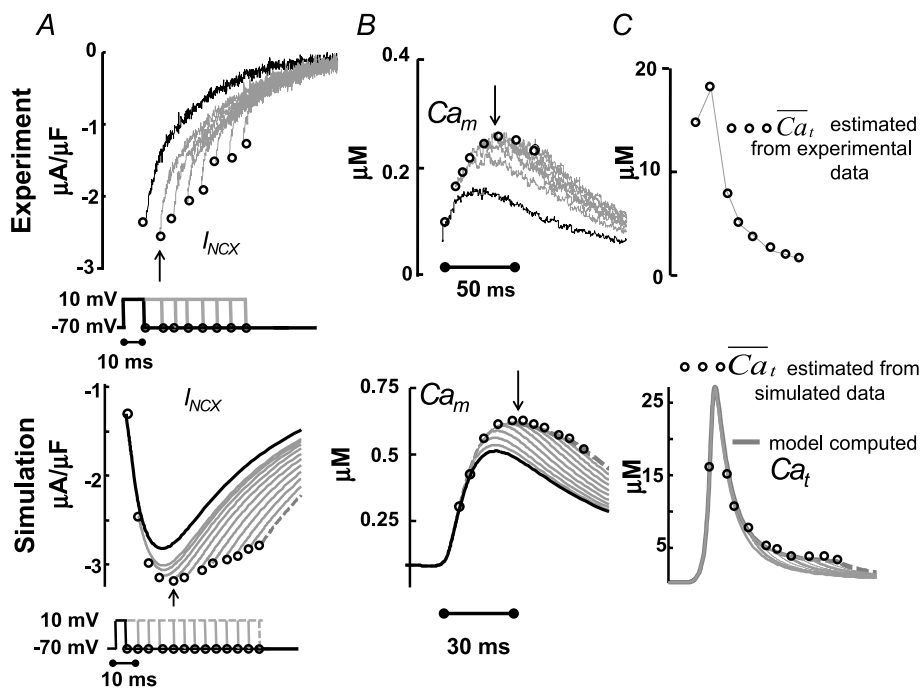 A
B
C
Experiment
μA/μF
0
-1
-2
-3
I_NCX
10 mV
-70 mV
10 ms
μM
0.4
0.2
0
Ca_m
50 ms
μM
20
10
0
Ca_t estimated
from experimental
data
Simulation
μA/μF
-1
-2
-3
I_NCX
10 mV
-70 mV
10 ms
μM
0.75
0.5
0.25
Ca_m
30 ms
μM
25
15
5
Ca_t estimated from
simulated data
model computed
Ca_t